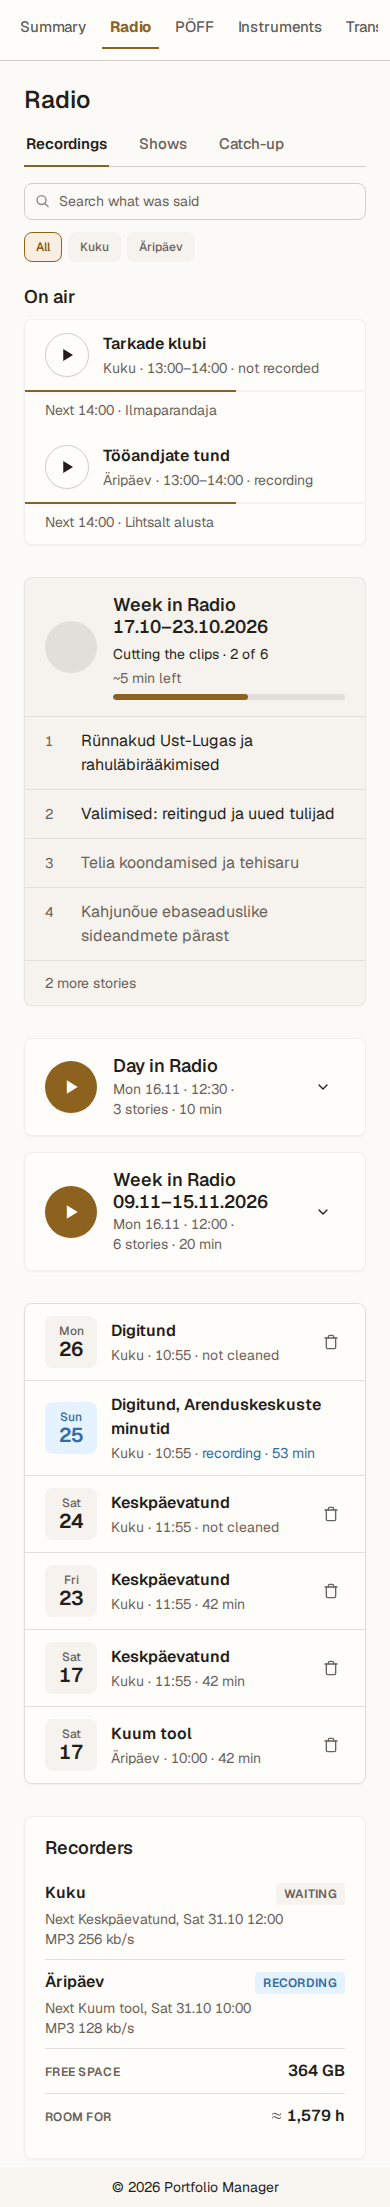 Summary Radio PÖFF Instruments Trans
Radio
Recordings Shows Catch-up
Search what was said
All Kuku Äripäev
On air
Tarkade klubi
Kuku · 13:00–14:00 · not recorded
Next 14:00 · Ilmaparandaja
Tööandjate tund
Äripäev · 13:00–14:00 · recording
Next 14:00 · Lihtsalt alusta
Week in Radio
17.10–23.10.2026
Cutting the clips · 2 of 6
~5 min left
1 Rünnakud Ust-Lugas ja
rahuläbirääkimised
2 Valimised: reitingud ja uued tulijad
3 Telia koondamised ja tehisaru
4 Kahjunõue ebaseaduslike
sideandmete pärast
2 more stories
Day in Radio
Mon 16.11 · 12:30 ·
3 stories · 10 min
Week in Radio
09.11–15.11.2026
Mon 16.11 · 12:00 ·
6 stories · 20 min
Mon
26
Digitund
Kuku · 10:55 · not cleaned
Sun
25
Digitund, Arenduskeskuste
minutid
Kuku · 10:55 · recording · 53 min
Sat
24
Keskpäevatund
Kuku · 11:55 · not cleaned
Fri
23
Keskpäevatund
Kuku · 11:55 · 42 min
Sat
17
Keskpäevatund
Kuku · 11:55 · 42 min
Sat
17
Kuum tool
Äripäev · 10:00 · 42 min
Recorders
Kuku WAITING
Next Keskpäevatund, Sat 31.10 12:00
MP3 256 kb/s
Äripäev RECORDING
Next Kuum tool, Sat 31.10 10:00
MP3 128 kb/s
FREE SPACE 364 GB
ROOM FOR ≈ 1,579 h
© 2026 Portfolio Manager